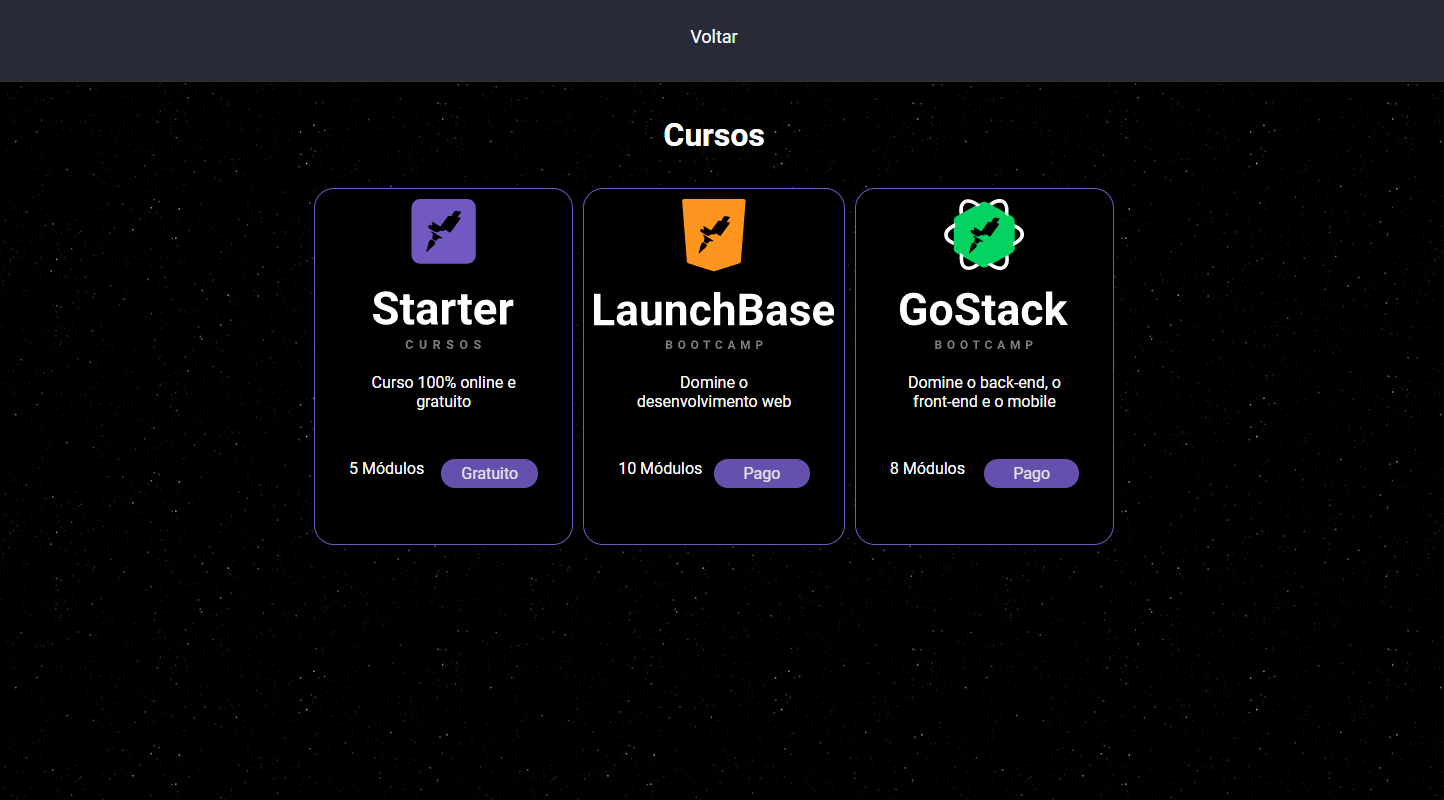 Voltar
Cursos
Starter
CURSOS
Curso 100% online e
gratuito
5 Módulos
Gratuito
LaunchBase
BOOTCAMP
Domine o
desenvolvimento web
10 Módulos
Pago
GoStack
BOOTCAMP
Domine o back-end, o
front-end e o mobile
8 Módulos
Pago